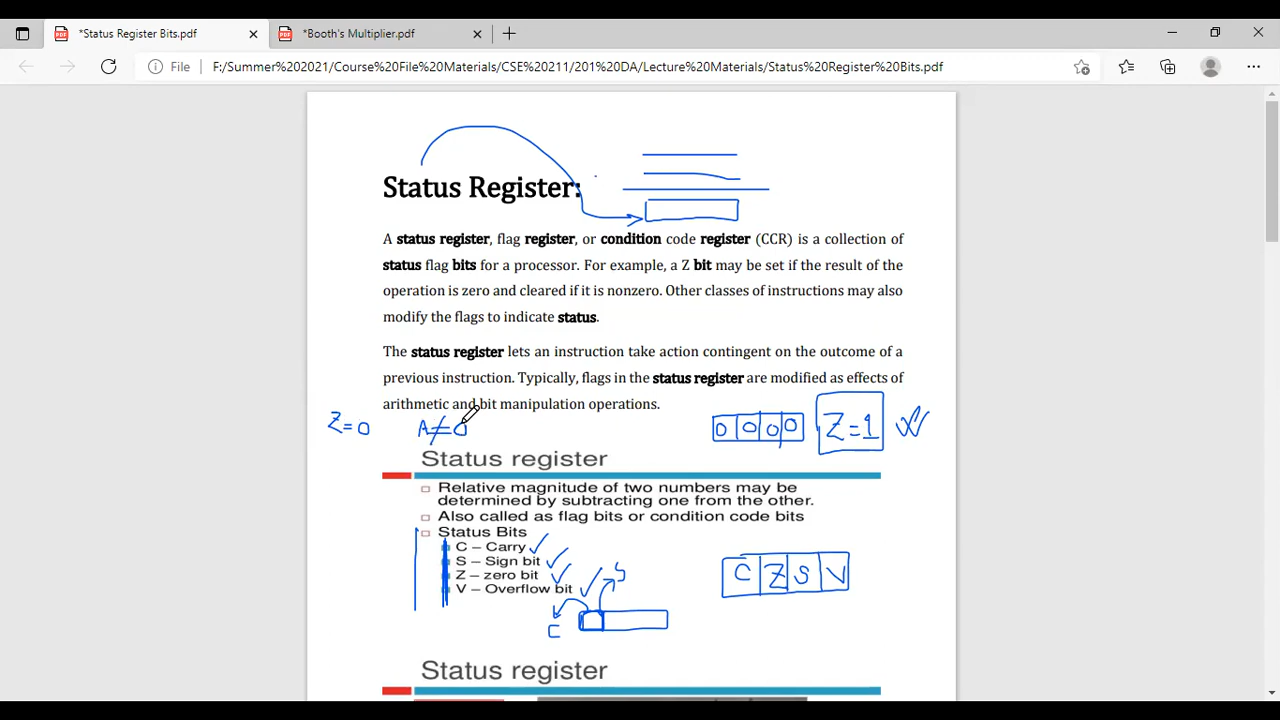 *Status Register Bits.pdf
*Booth's Multiplier.pdf
File
F:/Summer%202021/Course%20File%20Materials/CSE%20211/201%20DA/Lecture%20Materials/Status%20Register%20Bits.pdf
Status Register:
A status register, flag register, or condition code register (CCR) is a collection of
status flag bits for a processor. For example, a Z bit may be set if the result of the
operation is zero and cleared if it is nonzero. Other classes of instructions may also
modify the flags to indicate status.
The status register lets an instruction take action contingent on the outcome of a
previous instruction. Typically, flags in the status register are modified as effects of
arithmetic and bit manipulation operations.
Z=0 A≠0 0 0 0 0 Z=1
Status register
Relative magnitude of two numbers may be
determined by subtracting one from the other.
Also called as flag bits or condition code bits
Status Bits
C – Carry
S – Sign bit
Z – zero bit
V – Overflow bit
C Z S V
S
C
Status register